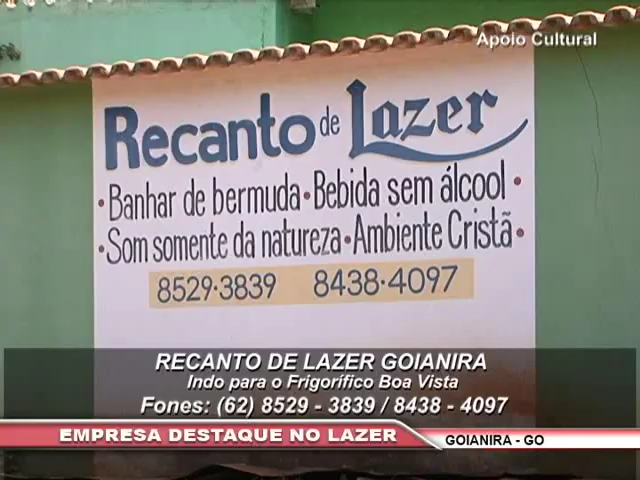 Apoio Cultural
Recanto de Lazer
• Banhar de bermuda • Bebida sem álcool •
• Som somente da natureza • Ambiente Cristã •
8529-3839 8438-4097
RECANTO DE LAZER GOIANIRA
Indo para o Frigorífico Boa Vista
Fones: (62) 8529 - 3839 / 8438 - 4097
EMPRESA DESTAQUE NO LAZER
GOIANIRA - GO